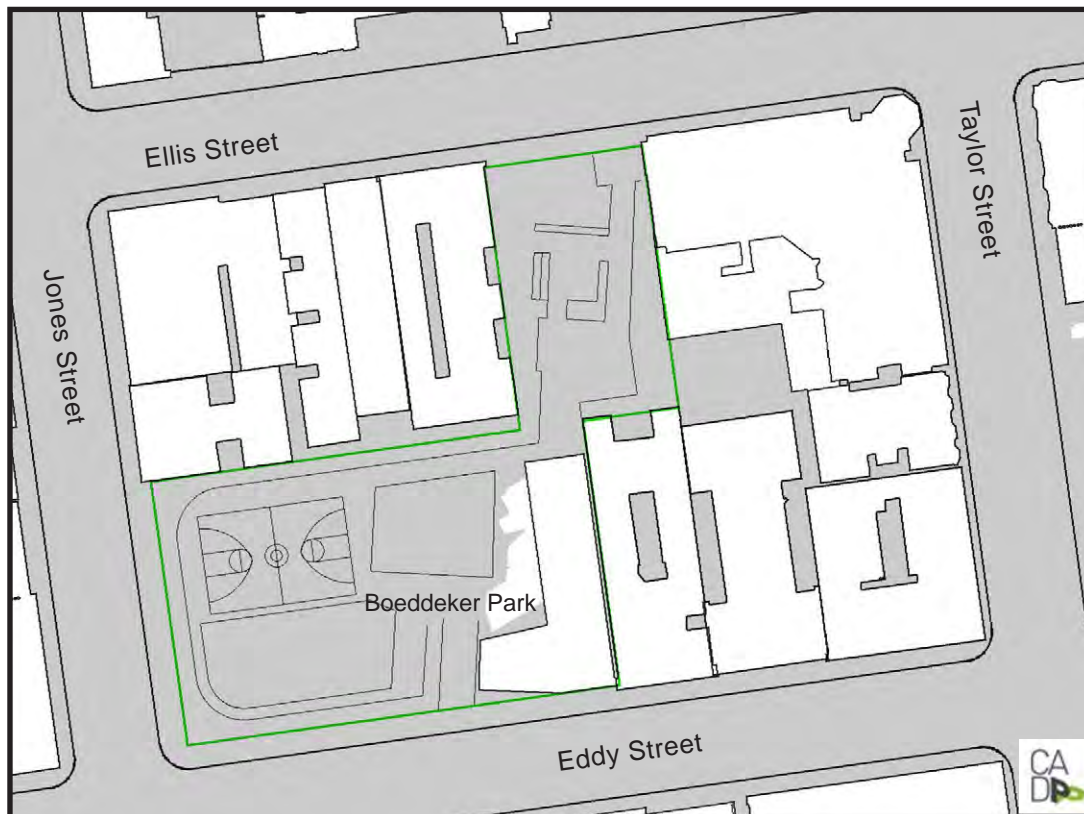 Ellis Street
Taylor Street
Jones Street
Boeddeker Park
Eddy Street
CA
DP